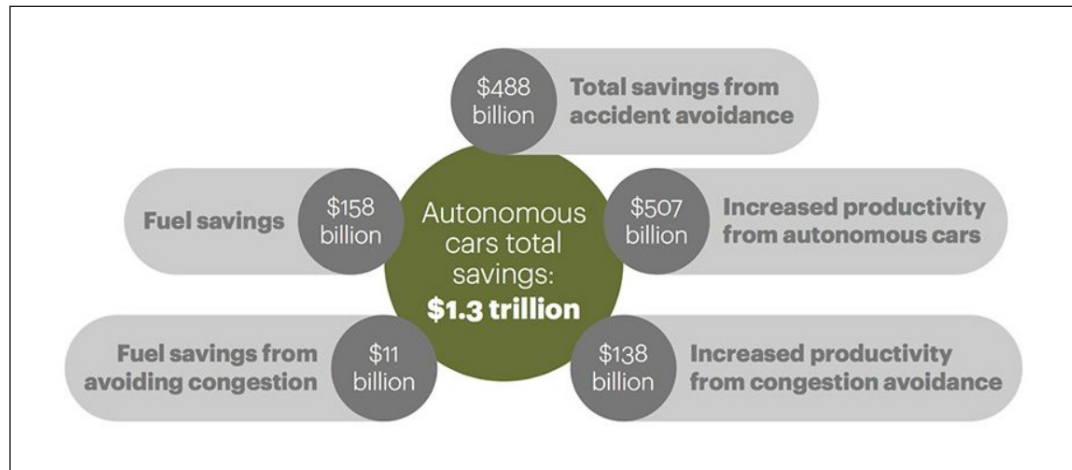 $488
billion
Total savings from
accident avoidance
Fuel savings
$158
billion
Autonomous
cars total
savings:
$1.3 trillion
$507
billion
Increased productivity
from autonomous cars
Fuel savings from
avoiding congestion
$11
billion
$138
billion
Increased productivity
from congestion avoidance